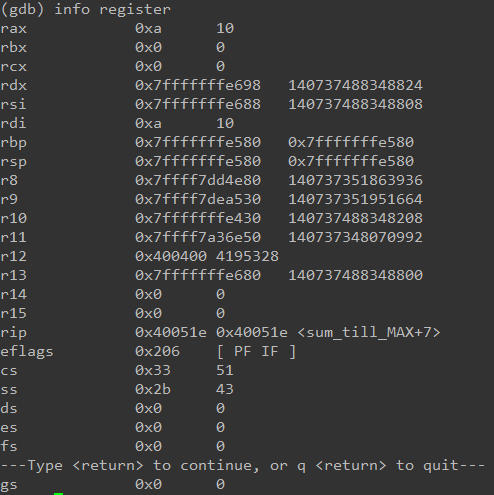 (gdb) info register
rax 0xa 10
rbx 0x0 0
rcx 0x0 0
rdx 0x7fffffffe698 140737488348824
rsi 0x7fffffffe688 140737488348808
rdi 0xa 10
rbp 0x7fffffffe580 0x7fffffffe580
rsp 0x7fffffffe580 0x7fffffffe580
r8 0x7ffff7dd4e80 140737351863936
r9 0x7ffff7dea530 140737351951664
r10 0x7fffffffe430 140737488348208
r11 0x7ffff7a36e50 140737348070992
r12 0x400400 4195328
r13 0x7fffffffe680 140737488348800
r14 0x0 0
r15 0x0 0
rip 0x40051e 0x40051e <sum_till_MAX+7>
eflags 0x206 [ PF IF ]
cs 0x33 51
ss 0x2b 43
ds 0x0 0
es 0x0 0
fs 0x0 0
---Type <return> to continue, or q <return> to quit---
gs 0x0 0